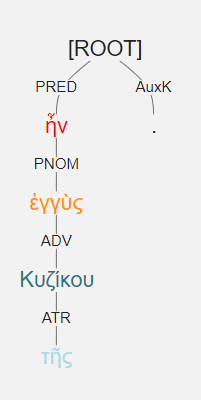 [ROOT]
PRED AuxK
ἦν .
PNOM
ἐγγὺς
ADV
Κυζίκου
ATR
τῆς